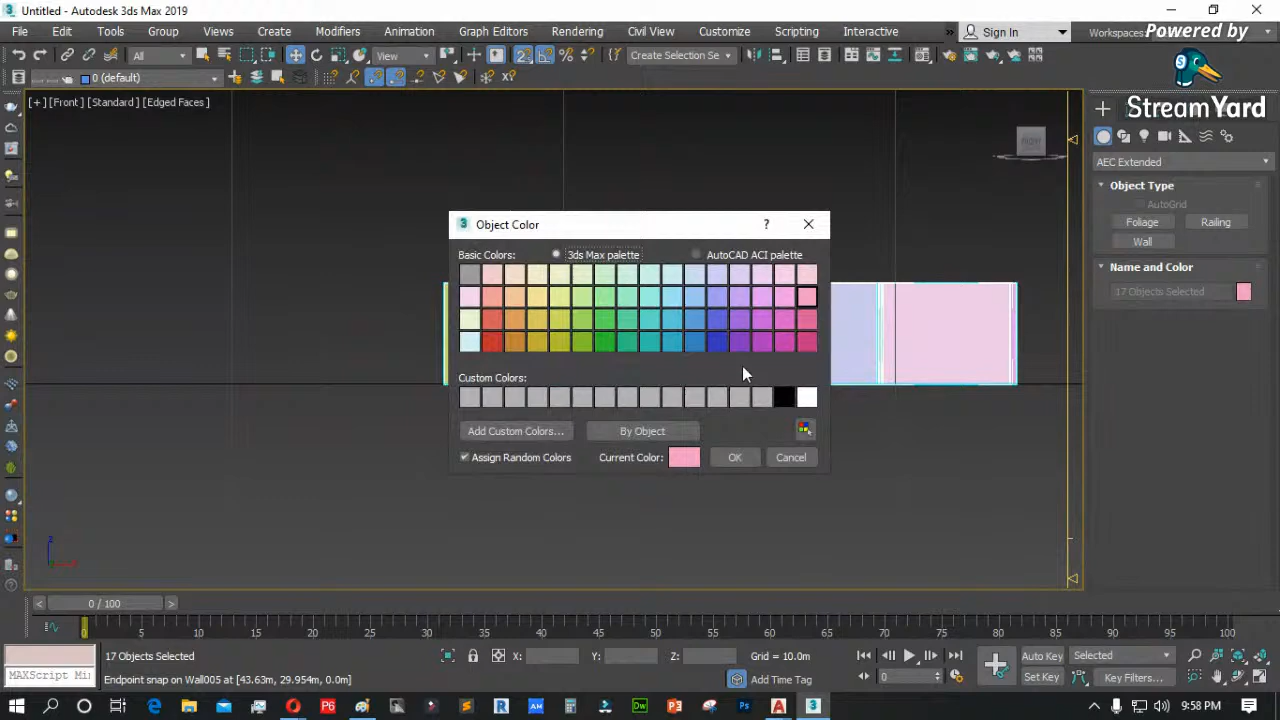 Untitled - Autodesk 3ds Max 2019
File Edit Tools Group Views Create Modifiers Animation Graph Editors Rendering Civil View Customize Scripting Interactive Sign In Workspaces
Powered by
StreamYard
All View Create Selection Se
0 (default)
[+] [Front] [Standard] [Edged Faces]
AEC Extended
Object Type
AutoGrid
Foliage Railing
Wall
Name and Color
17 Objects Selected
Object Color
Basic Colors: 3ds Max palette AutoCAD ACI palette
Custom Colors:
Add Custom Colors... By Object
Assign Random Colors Current Color: OK Cancel
z
0 / 100
0 5 10 15 20 25 30 35 40 45 50 55 60 65 70 75 80 85 90 95 100
17 Objects Selected X: Y: Z: Grid = 10.0m Auto Key Selected
MAXScript Mi
Endpoint snap on Wall005 at [43.63m, 29.954m, 0.0m] Add Time Tag 0 Set Key Key Filters...
9:58 PM